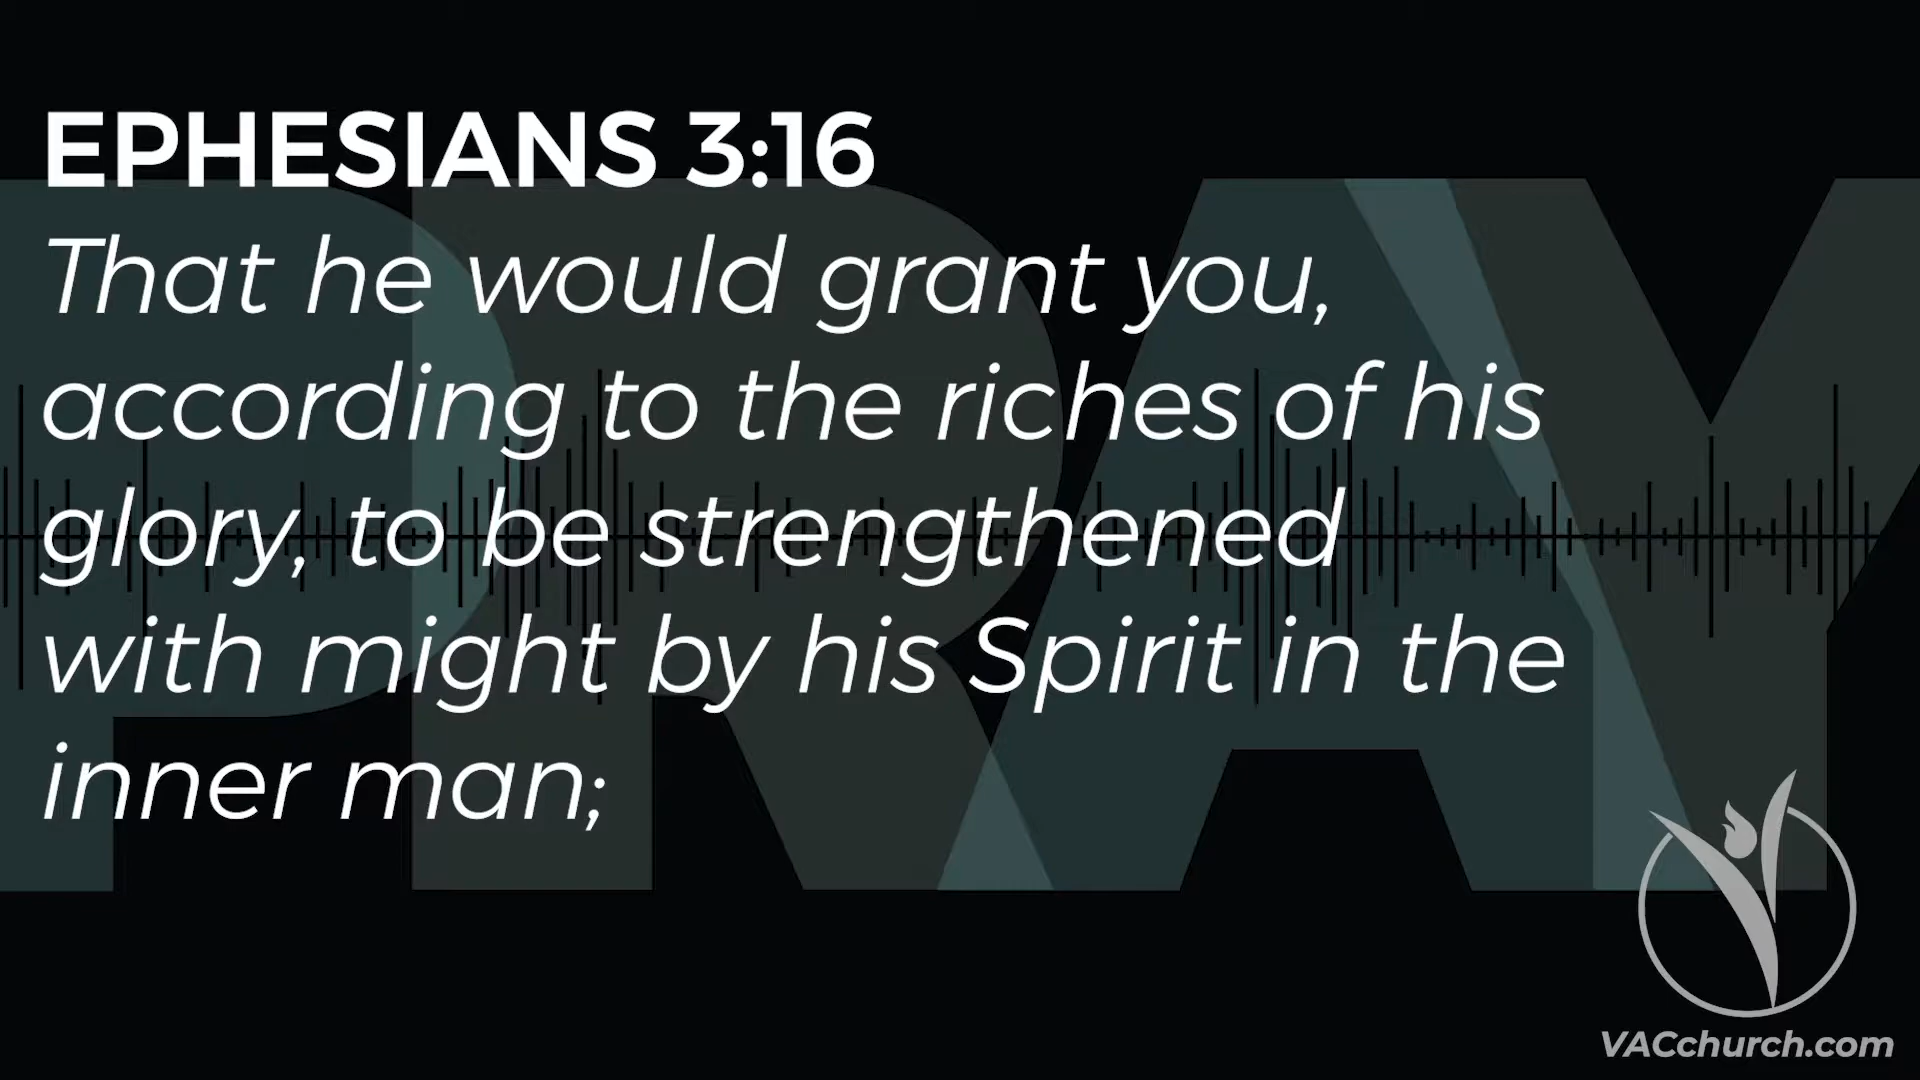 EPHESIANS 3:16
That he would grant you,
according to the riches of his
glory, to be strengthened
with might by his Spirit in the
inner man;
PRAY
VACchurch.com